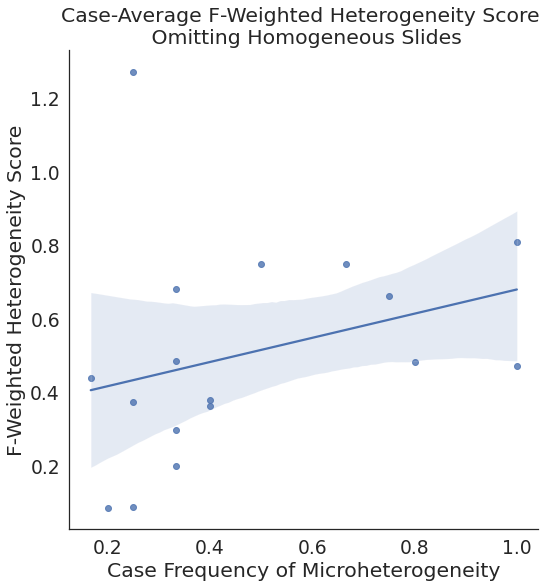 Case-Average F-Weighted Heterogeneity Score
Omitting Homogeneous Slides
F-Weighted Heterogeneity Score
1.2
1.0
0.8
0.6
0.4
0.2
0.2 0.4 0.6 0.8 1.0
Case Frequency of Microheterogeneity